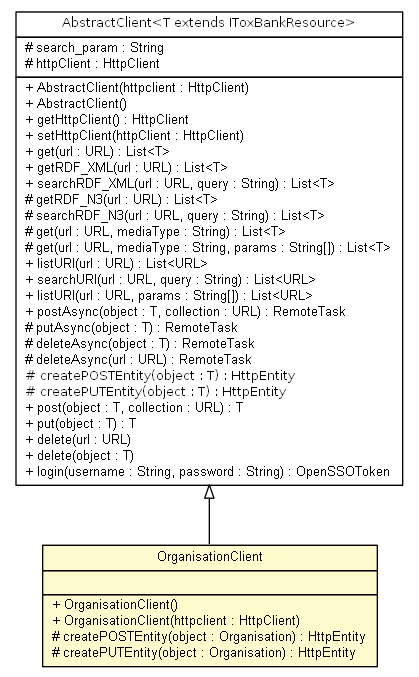 AbstractClient<T extends IToxBankResource>
# search_param : String
# httpClient : HttpClient
+ AbstractClient(httpclient : HttpClient)
+ AbstractClient()
+ getHttpClient() : HttpClient
+ setHttpClient(httpclient : HttpClient)
+ get(url : URL) : List<T>
+ getRDF_XML(url : URL) : List<T>
+ searchRDF_XML(url : URL, query : String) : List<T>
# getRDF_N3(url : URL) : List<T>
# searchRDF_N3(url : URL, query : String) : List<T>
# get(url : URL, mediaType : String) : List<T>
# get(url : URL, mediaType : String, params : String[]) : List<T>
+ listURI(url : URL) : List<URL>
+ searchURI(url : URL, query : String) : List<URL>
+ listURI(url : URL, params : String[]) : List<URL>
+ postAsync(object : T, collection : URL) : RemoteTask
# putAsync(object : T) : RemoteTask
# deleteAsync(object : T) : RemoteTask
# deleteAsync(url : URL) : RemoteTask
# createPOSTEntity(object : T) : HttpEntity
# createPUTEntity(object : T) : HttpEntity
+ post(object : T, collection : URL) : T
+ put(object : T) : T
+ delete(url : URL)
+ delete(object : T)
+ login(username : String, password : String) : OpenSSOToken
OrganisationClient
+ OrganisationClient()
+ OrganisationClient(httpclient : HttpClient)
# createPOSTEntity(object : Organisation) : HttpEntity
# createPUTEntity(object : Organisation) : HttpEntity